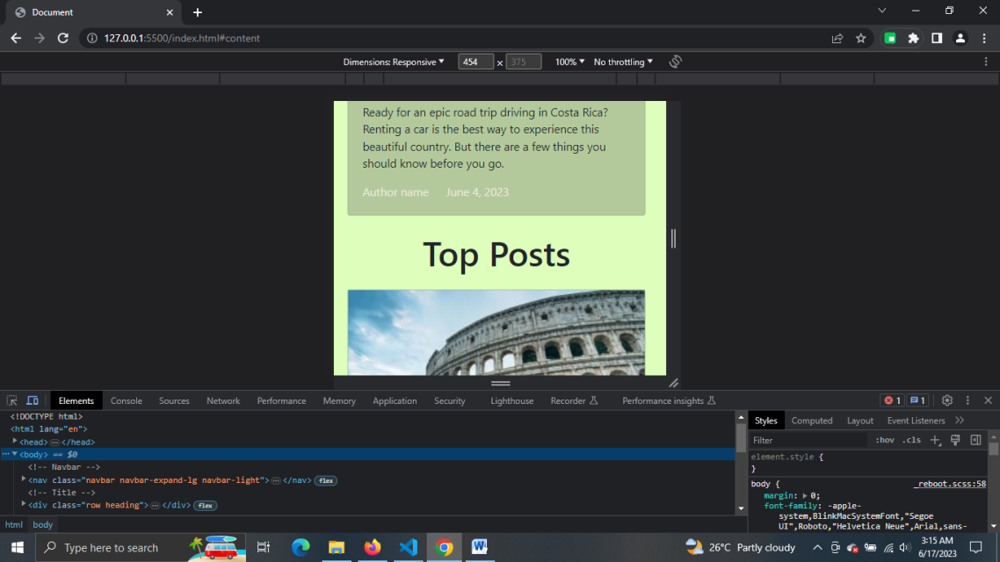 Document
127.0.0.1:5500/index.html#content
Dimensions: Responsive 454 x 375 100% No throttling
Ready for an epic road trip driving in Costa Rica?
Renting a car is the best way to experience this
beautiful country. But there are a few things you
should know before you go.
Author name June 4, 2023
Top Posts
Elements Console Sources Network Performance Memory Application Security Lighthouse Recorder Performance insights 1 1
<!DOCTYPE html>
<html lang="en">
<head> … </head>
… <body> == $0
<!-- Navbar -->
<nav class="navbar navbar-expand-lg navbar-light"> … </nav> flex
<!-- Title -->
<div class="row heading"> … </div> flex
html body
Styles Computed Layout Event Listeners
Filter :hov .cls
element.style {
}
body { _reboot.scss:58
margin: 0;
font-family: -apple-
system,BlinkMacSystemFont,"Segoe
UI",Roboto,"Helvetica Neue",Arial,sans-
Type here to search
26°C Partly cloudy
3:15 AM
6/17/2023